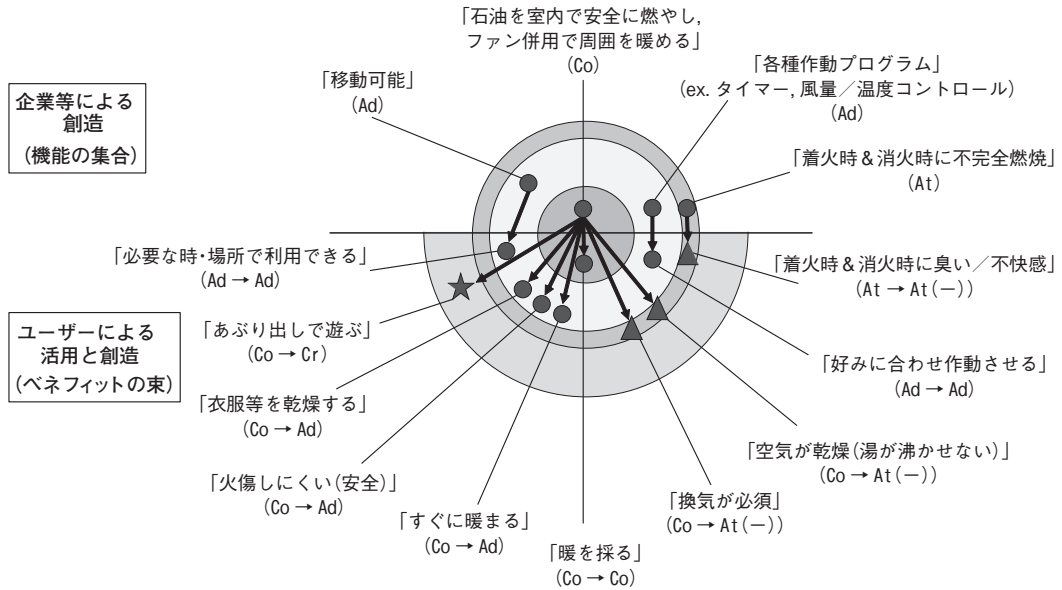 「石油を室内で安全に燃やし,
ファン併用で周囲を暖める」
(Co)
「移動可能」
(Ad)
「各種作動プログラム」
(ex. タイマー, 風量／温度コントロール)
(Ad)
企業等による
創造
(機能の集合)
「着火時＆消火時に不完全燃焼」
(At)
「必要な時・場所で利用できる」
(Ad → Ad)
「着火時＆消火時に臭い／不快感」
(At → At(－))
ユーザーによる
活用と創造
(ベネフィットの束)
「あぶり出しで遊ぶ」
(Co → Cr)
「好みに合わせ作動させる」
(Ad → Ad)
「衣服等を乾燥する」
(Co → Ad)
「空気が乾燥(湯が沸かせない)」
(Co → At(－))
「火傷しにくい(安全)」
(Co → Ad)
「換気が必須」
(Co → At(－))
「すぐに暖まる」
(Co → Ad)
「暖を採る」
(Co → Co)